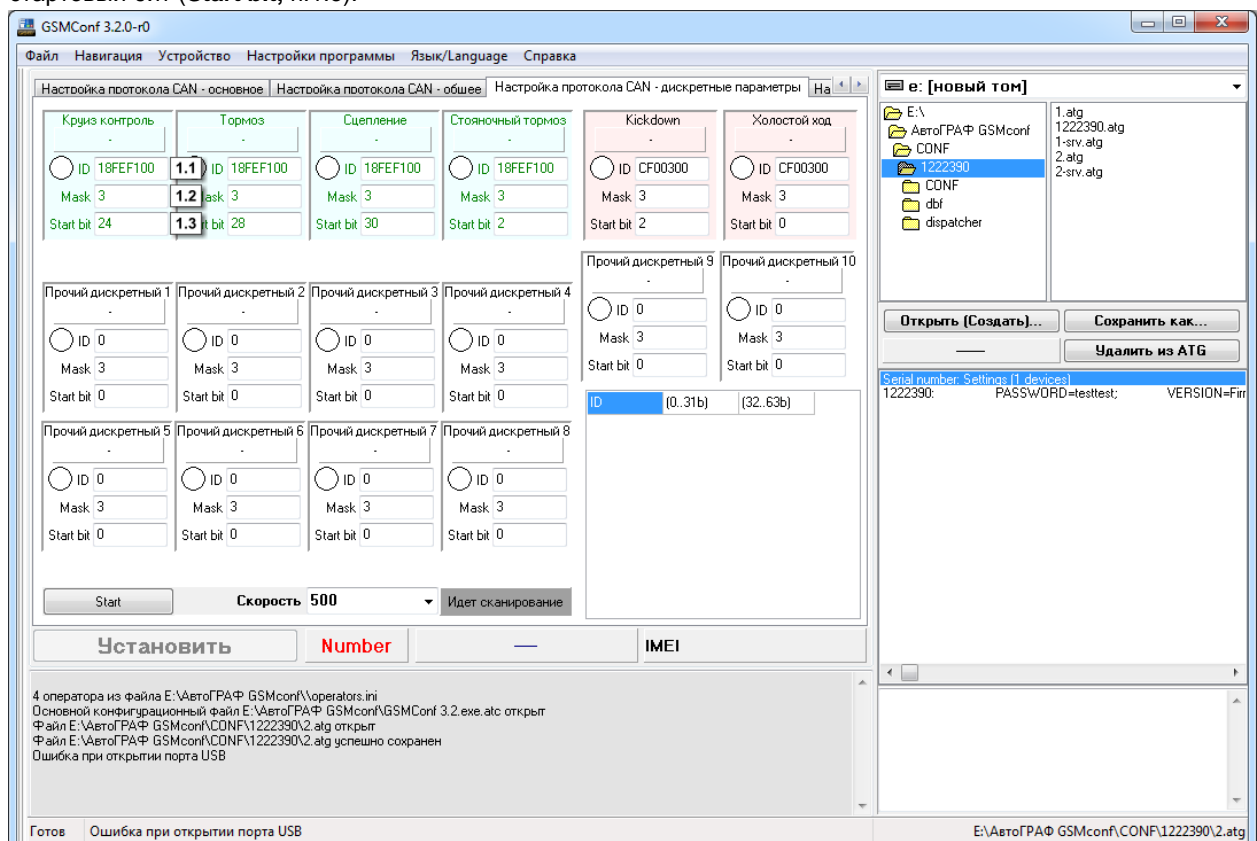 GSMConf 3.2.0-r0
Файл Навигация Устройство Настройки программы Язык/Language Справка
Настройка протокола CAN - основное Настройка протокола CAN - общее Настройка протокола CAN - дискретные параметры На
Круиз контроль Тормоз Сцепление Стояночный тормоз Kickdown Холостой ход
- - - - - -
ID 18FEF100 1.1 ID 18FEF100 ID 18FEF100 ID 18FEF100 ID CF00300 ID CF00300
Mask 3 1.2 ask 3 Mask 3 Mask 3 Mask 3 Mask 3
Start bit 24 1.3 t bit 28 Start bit 30 Start bit 2 Start bit 2 Start bit 0
Прочий дискретный 9 Прочий дискретный 10
- -
ID 0 ID 0
Mask 3 Mask 3
Start bit 0 Start bit 0
Прочий дискретный 1 Прочий дискретный 2 Прочий дискретный 3 Прочий дискретный 4
- - - -
ID 0 ID 0 ID 0 ID 0
Mask 3 Mask 3 Mask 3 Mask 3
Start bit 0 Start bit 0 Start bit 0 Start bit 0
ID (0..31b) (32..63b)
Прочий дискретный 5 Прочий дискретный 6 Прочий дискретный 7 Прочий дискретный 8
- - - -
ID 0 ID 0 ID 0 ID 0
Mask 3 Mask 3 Mask 3 Mask 3
Start bit 0 Start bit 0 Start bit 0 Start bit 0
Start Скорость 500 Идет сканирование
Установить Number — IMEI
4 оператора из файла E:\АвтоГРАФ GSMconf\\operators.ini
Основной конфигурационный файл E:\АвтоГРАФ GSMconf\GSMConf 3.2.exe.atc открыт
Файл E:\АвтоГРАФ GSMconf\CONF\1222390\2.atg открыт
Файл E:\АвтоГРАФ GSMconf\CONF\1222390\2.atg успешно сохранен
Ошибка при открытии порта USB
e: [новый том]
E:\
АвтоГРАФ GSMconf
CONF
1222390
CONF
dbf
dispatcher
1.atg
1222390.atg
1-srv.atg
2.atg
2-srv.atg
Открыть (Создать)... Сохранить как...
— Удалить из ATG
Serial number: Settings (1 devices)
1222390: PASSWORD=testtest; VERSION=Firr
Готов Ошибка при открытии порта USB E:\АвтоГРАФ GSMconf\CONF\1222390\2.atg